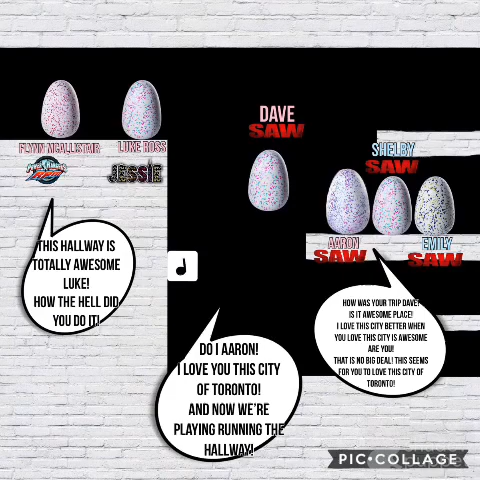 DAVE
SAW
SHELBY
SAW
FLYNN MCALLISTAIR
LUKE ROSS
POWER RANGERS
RPM
JESSIE
AARON
SAW
EMILY
SAW
THIS HALLWAY IS
TOTALLY AWESOME
LUKE!
HOW THE HELL DID
YOU DO IT!
HOW WAS YOUR TRIP DAVE!
IS IT AWESOME PLACE!
I LOVE THIS CITY BETTER WHEN
YOU LOVE THIS CITY IS AWESOME
ARE YOU!
THAT IS NO BIG DEAL! THIS SEEMS
FOR YOU TO LOVE THIS CITY OF
TORONTO!
DO I AARON!
I LOVE YOU THIS CITY
OF TORONTO!
AND NOW WE'RE
PLAYING RUNNING THE
HALLWAY!
PIC•COLLAGE